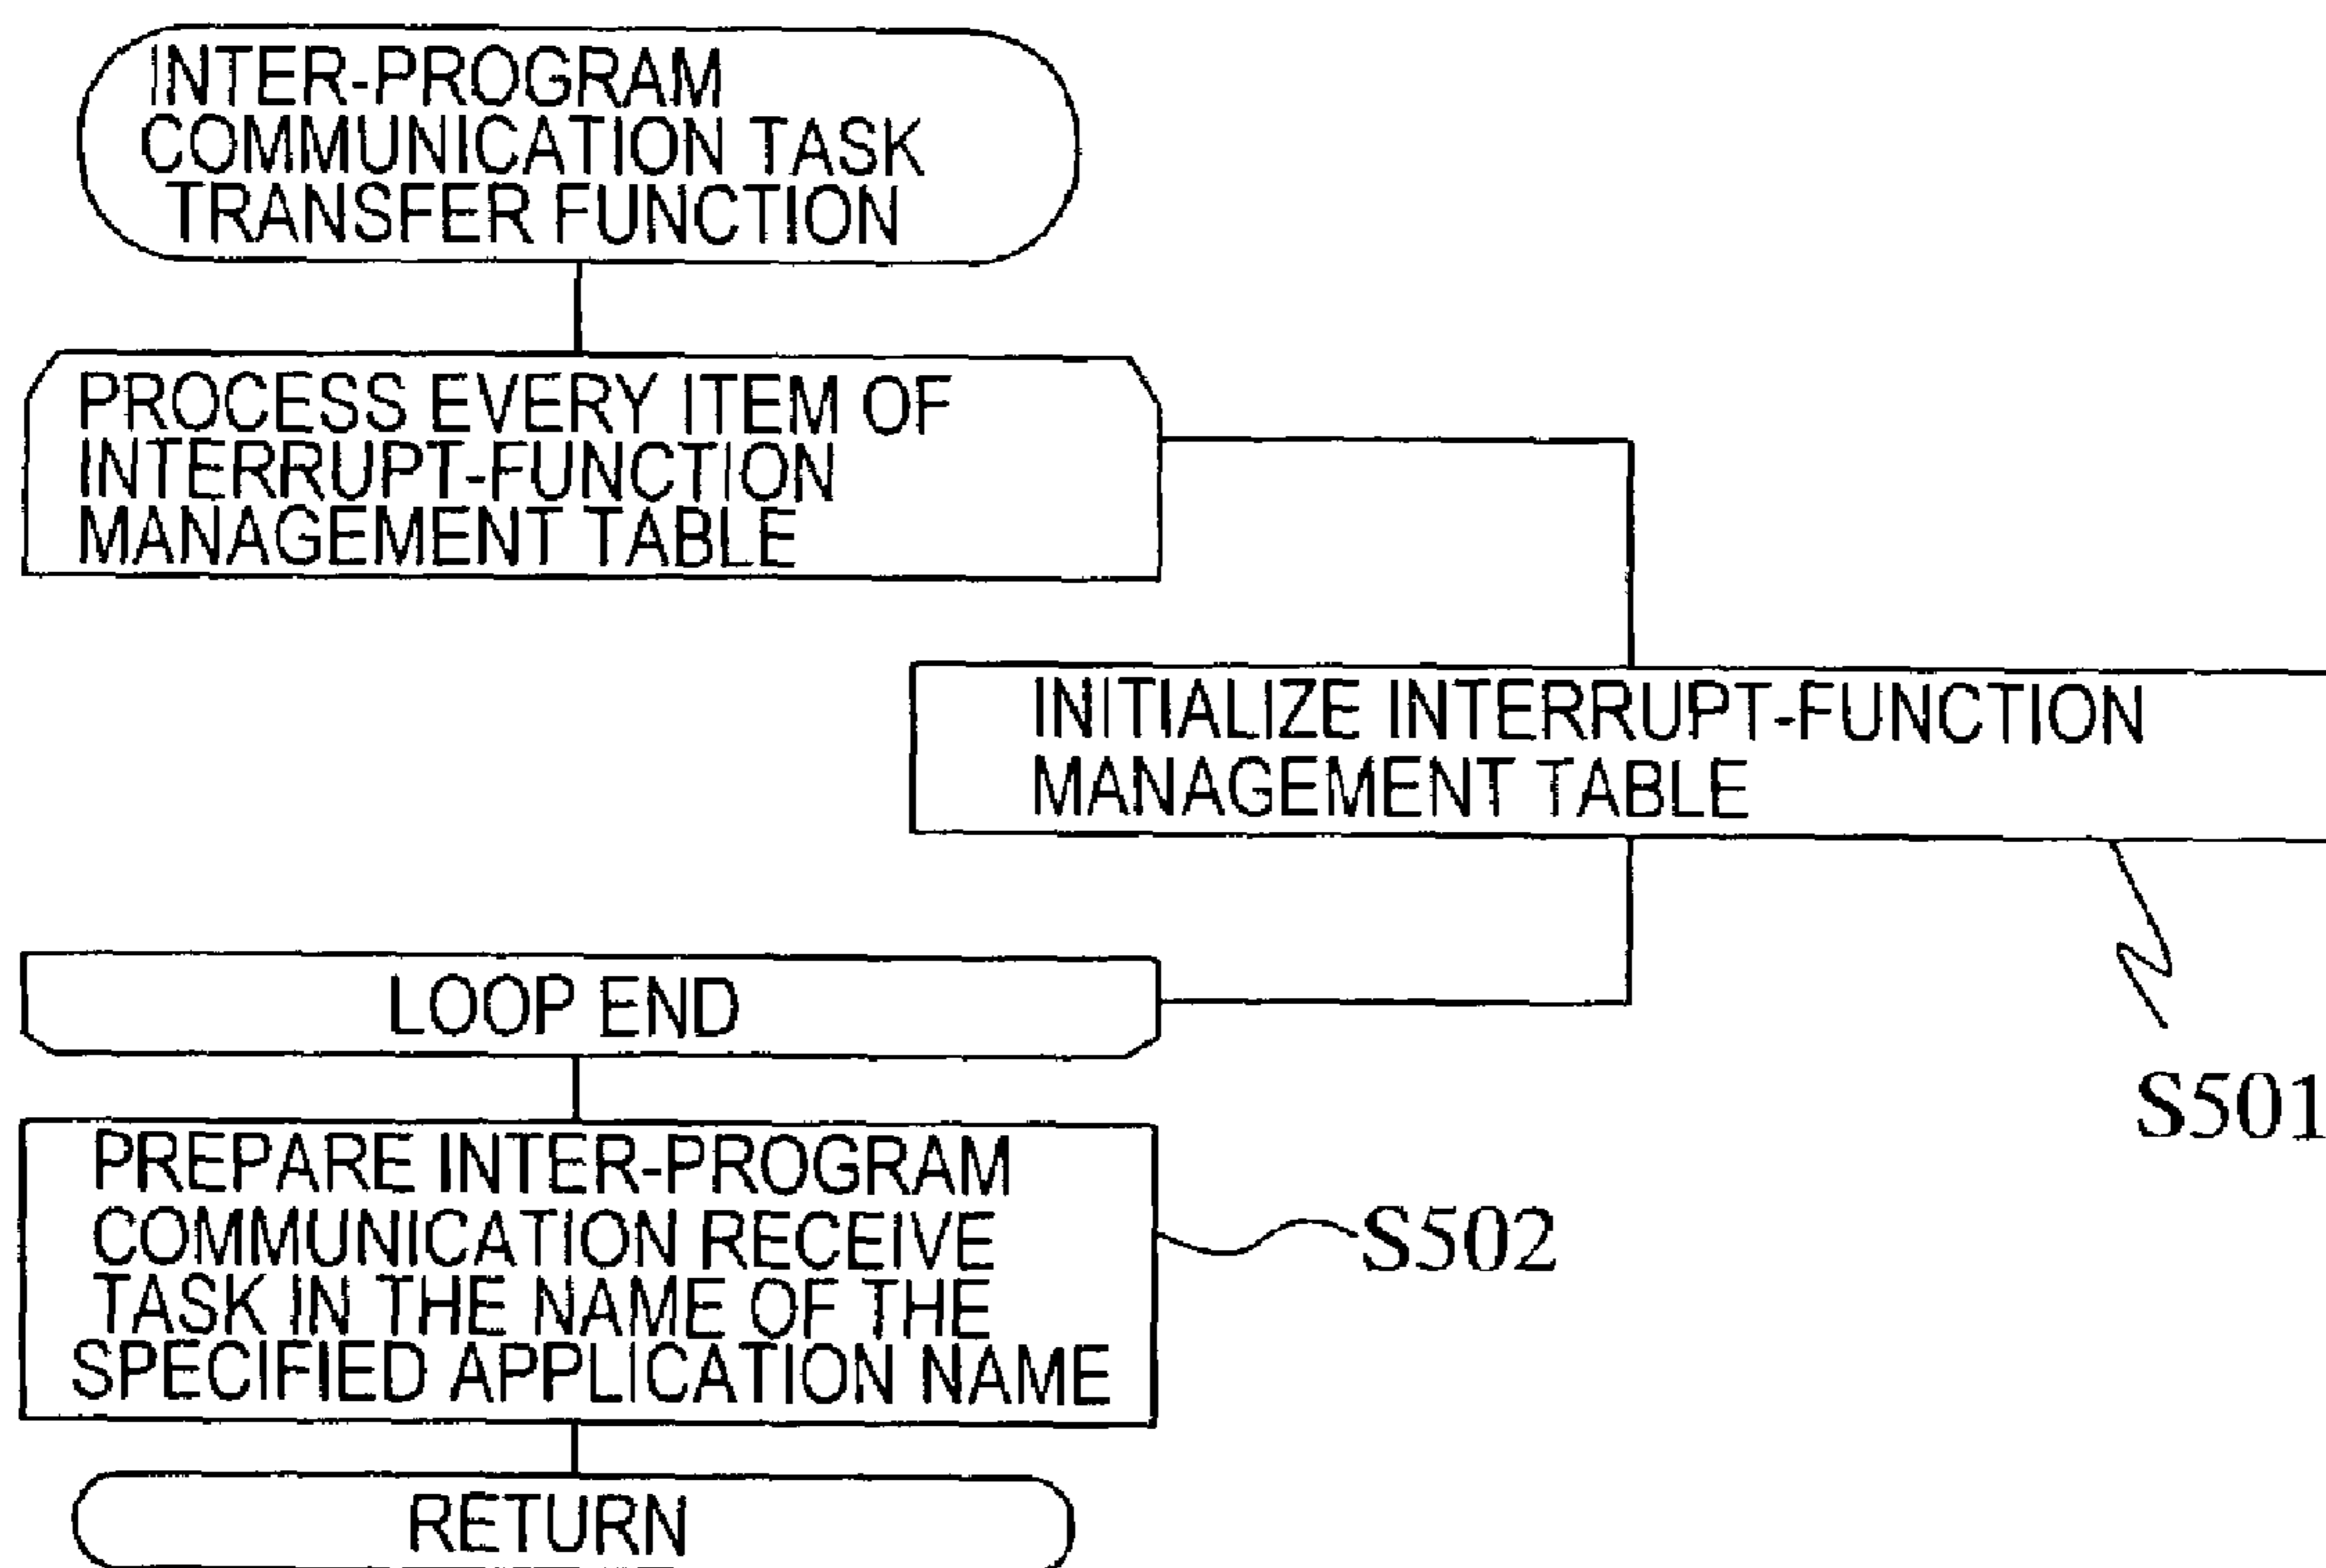 INTER-PROGRAM
COMMUNICATION TASK
TRANSFER FUNCTION
PROCESS EVERY ITEM OF
INTERRUPT-FUNCTION
MANAGEMENT TABLE
INITIALIZE INTERRUPT-FUNCTION
MANAGEMENT TABLE
LOOP END
S501
PREPARE INTER-PROGRAM
COMMUNICATION RECEIVE
TASK IN THE NAME OF THE
SPECIFIED APPLICATION NAME
S502
RETURN